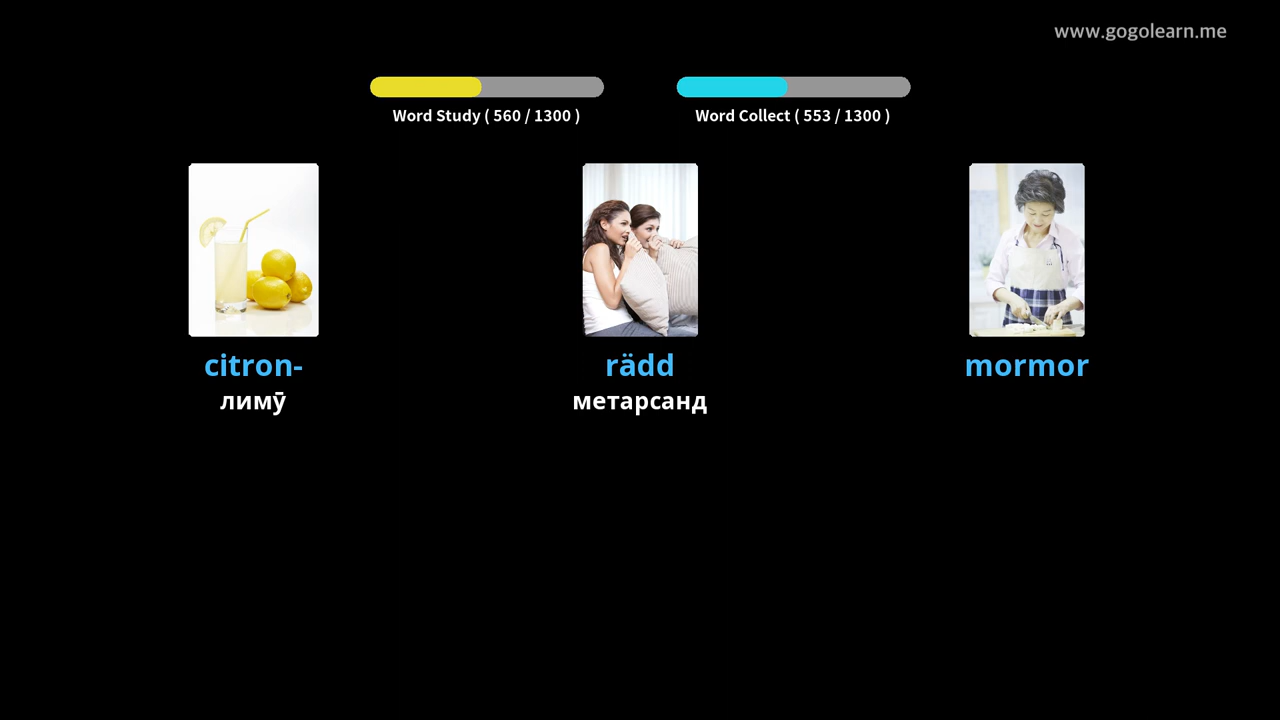 www.gogolearn.me
Word Study ( 560 / 1300 )
Word Collect ( 553 / 1300 )
citron-
лимӯ
rädd
метарсанд
mormor